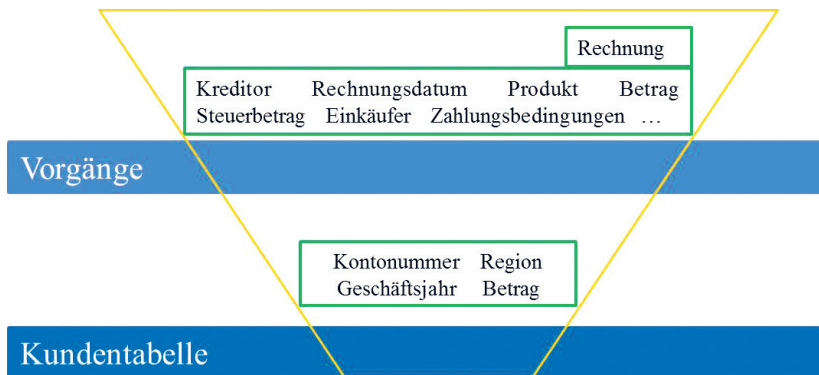 Rechnung
Kreditor Rechnungsdatum Produkt Betrag
Steuerbetrag Einkäufer Zahlungsbedingungen …
Vorgänge
Kontonummer Region
Geschäftsjahr Betrag
Kundentabelle